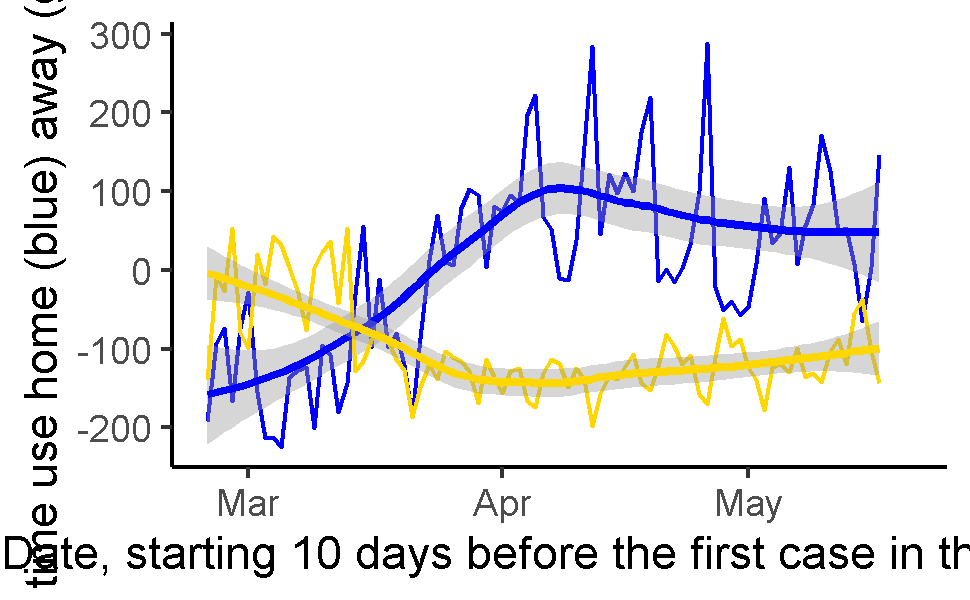 time use home (blue) away (
300
200
100
0
-100
-200
Mar Apr May
Date, starting 10 days before the first case in th